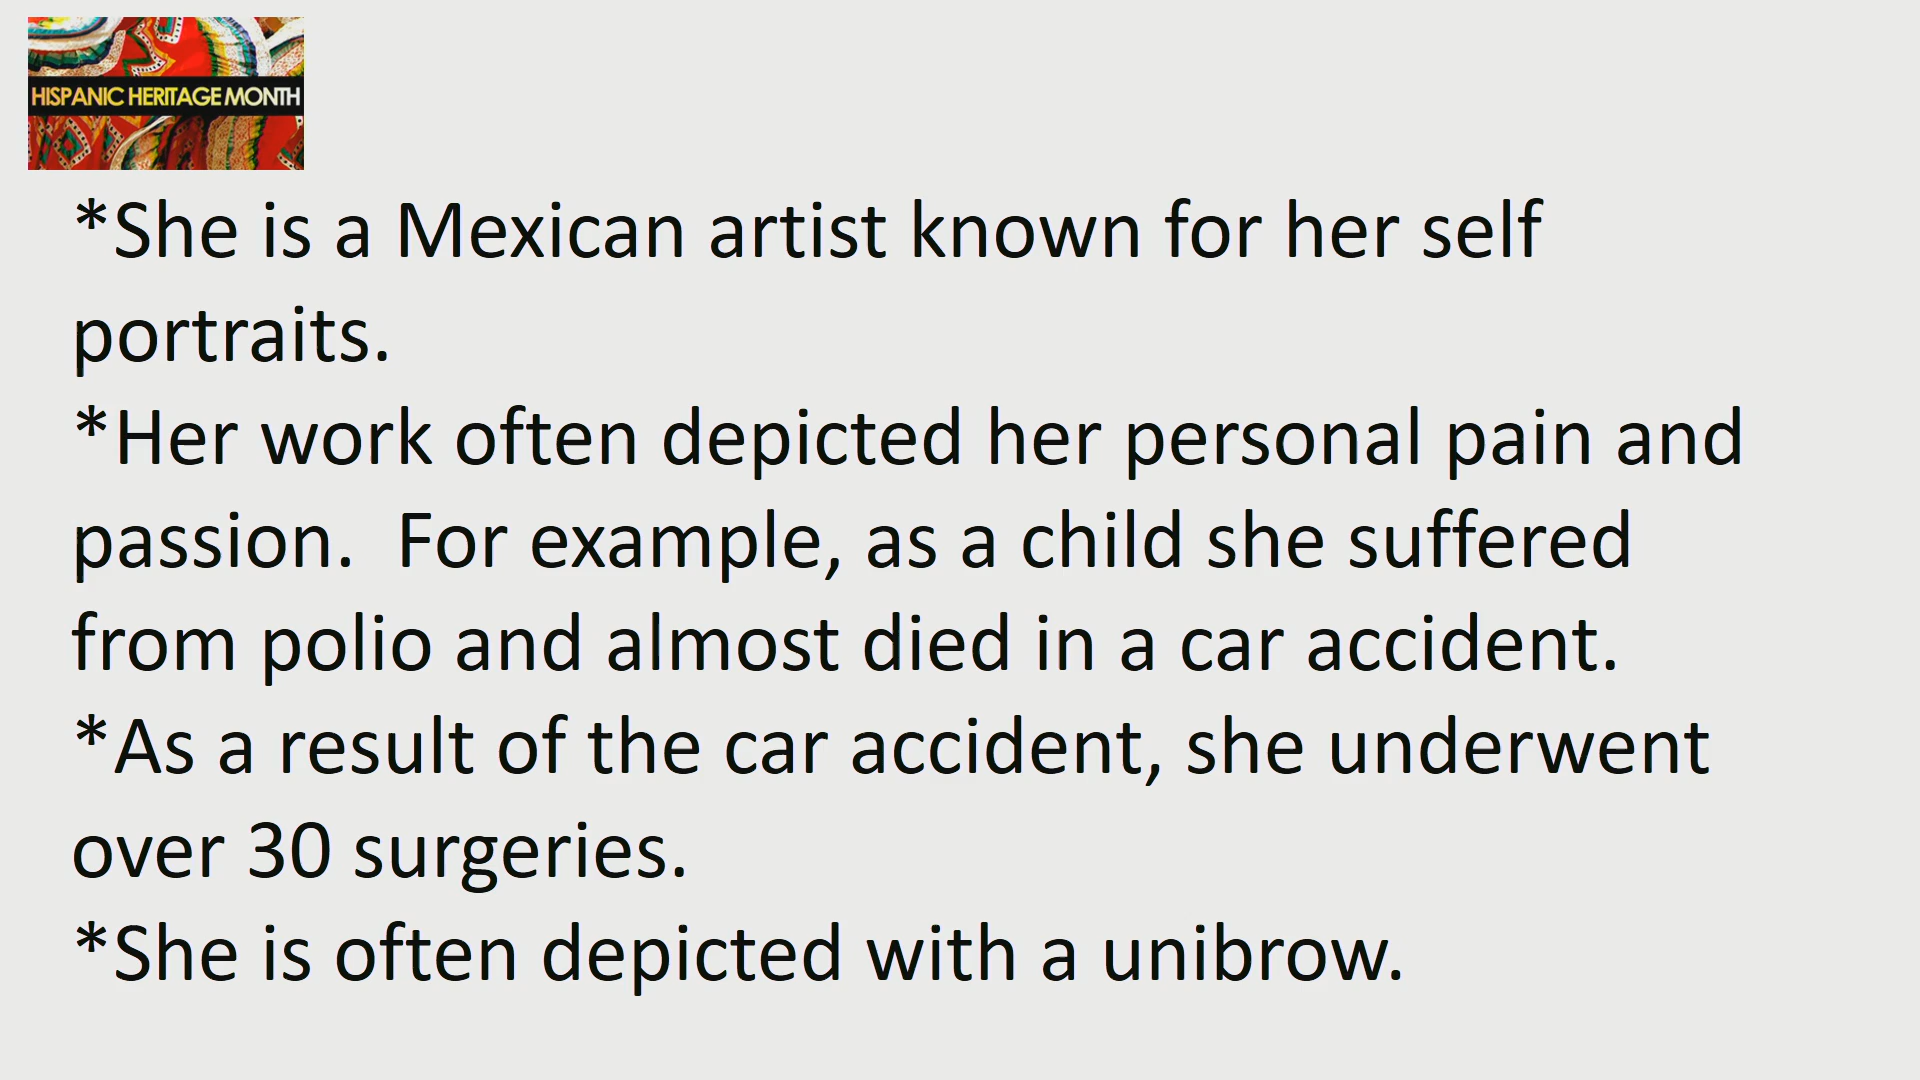 HISPANIC HERITAGE MONTH
*She is a Mexican artist known for her self
portraits.
*Her work often depicted her personal pain and
passion.  For example, as a child she suffered
from polio and almost died in a car accident.
*As a result of the car accident, she underwent
over 30 surgeries.
*She is often depicted with a unibrow.